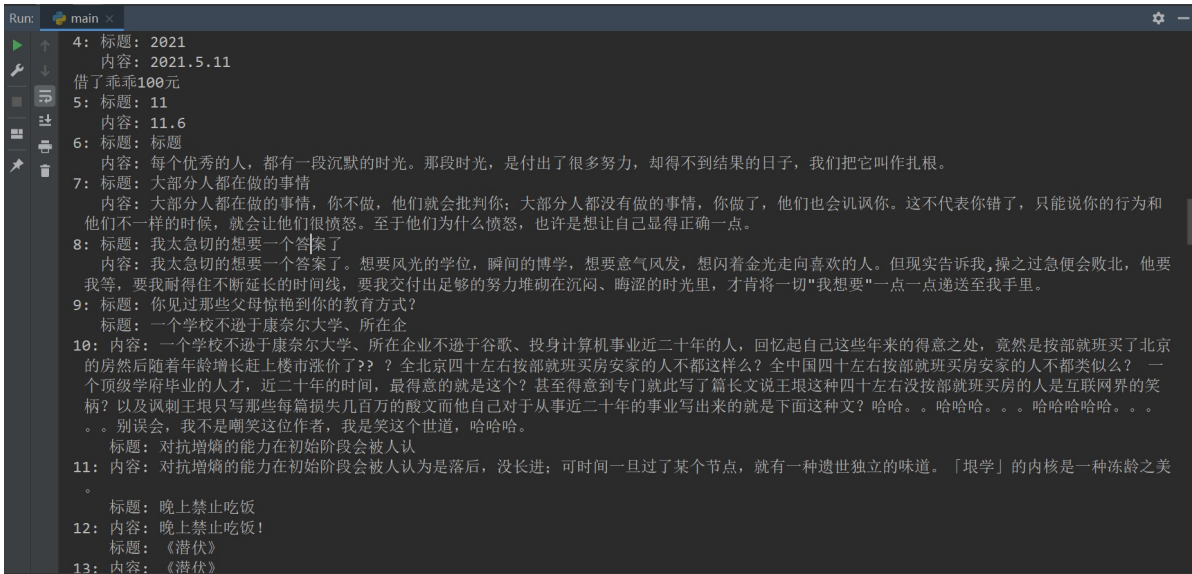 Run: main ×
4: 标题: 2021
内容: 2021.5.11
借了乖乖100元
5: 标题: 11
内容: 11.6
6: 标题: 标题
内容: 每个优秀的人，都有一段沉默的时光。那段时光，是付出了很多努力，却得不到结果的日子，我们把它叫作扎根。
7: 标题: 大部分人都在做的事情
内容: 大部分人都在做的事情，你不做，他们就会批判你；大部分人都没有做的事情，你做了，他们也会讥讽你。这不代表你错了，只能说你的行为和
他们不一样的时候，就会让他们很愤怒。至于他们为什么愤怒，也许是想让自己显得正确一点。
8: 标题: 我太急切的想要一个答案了
内容: 我太急切的想要一个答案了。想要风光的学位，瞬间的博学，想要意气风发，想闪着金光走向喜欢的人。但现实告诉我,操之过急便会败北，他要
我等，要我耐得住不断延长的时间线，要我交付出足够的努力堆砌在沉闷、晦涩的时光里，才肯将一切"我想要"一点一点递送至我手里。
9: 标题: 你见过那些父母惊艳到你的教育方式?
标题: 一个学校不逊于康奈尔大学、所在企
10: 内容: 一个学校不逊于康奈尔大学、所在企业不逊于谷歌、投身计算机事业近二十年的人，回忆起自己这些年来的得意之处，竟然是按部就班买了北京
的房然后随着年龄增长赶上楼市涨价了?? ？全北京四十左右按部就班买房安家的人不都这样么？全中国四十左右按部就班买房安家的人不都类似么？ 一
个顶级学府毕业的人才，近二十年的时间，最得意的就是这个？甚至得意到专门就此写了篇长文说王垠这种四十左右没按部就班买房的人是互联网界的笑
柄？以及讽刺王垠只写那些每篇损失几百万的酸文而他自己对于从事近二十年的事业写出来的就是下面这种文？哈哈。。哈哈哈。。。哈哈哈哈哈。。。
。。别误会，我不是嘲笑这位作者，我是笑这个世道，哈哈哈。
标题: 对抗增熵的能力在初始阶段会被人认
11: 内容: 对抗增熵的能力在初始阶段会被人认为是落后，没长进；可时间一旦过了某个节点，就有一种遗世独立的味道。「垠学」的内核是一种冻龄之美
。
标题: 晚上禁止吃饭
12: 内容: 晚上禁止吃饭!
标题: 《潜伏》
13: 内容: 《潜伏》